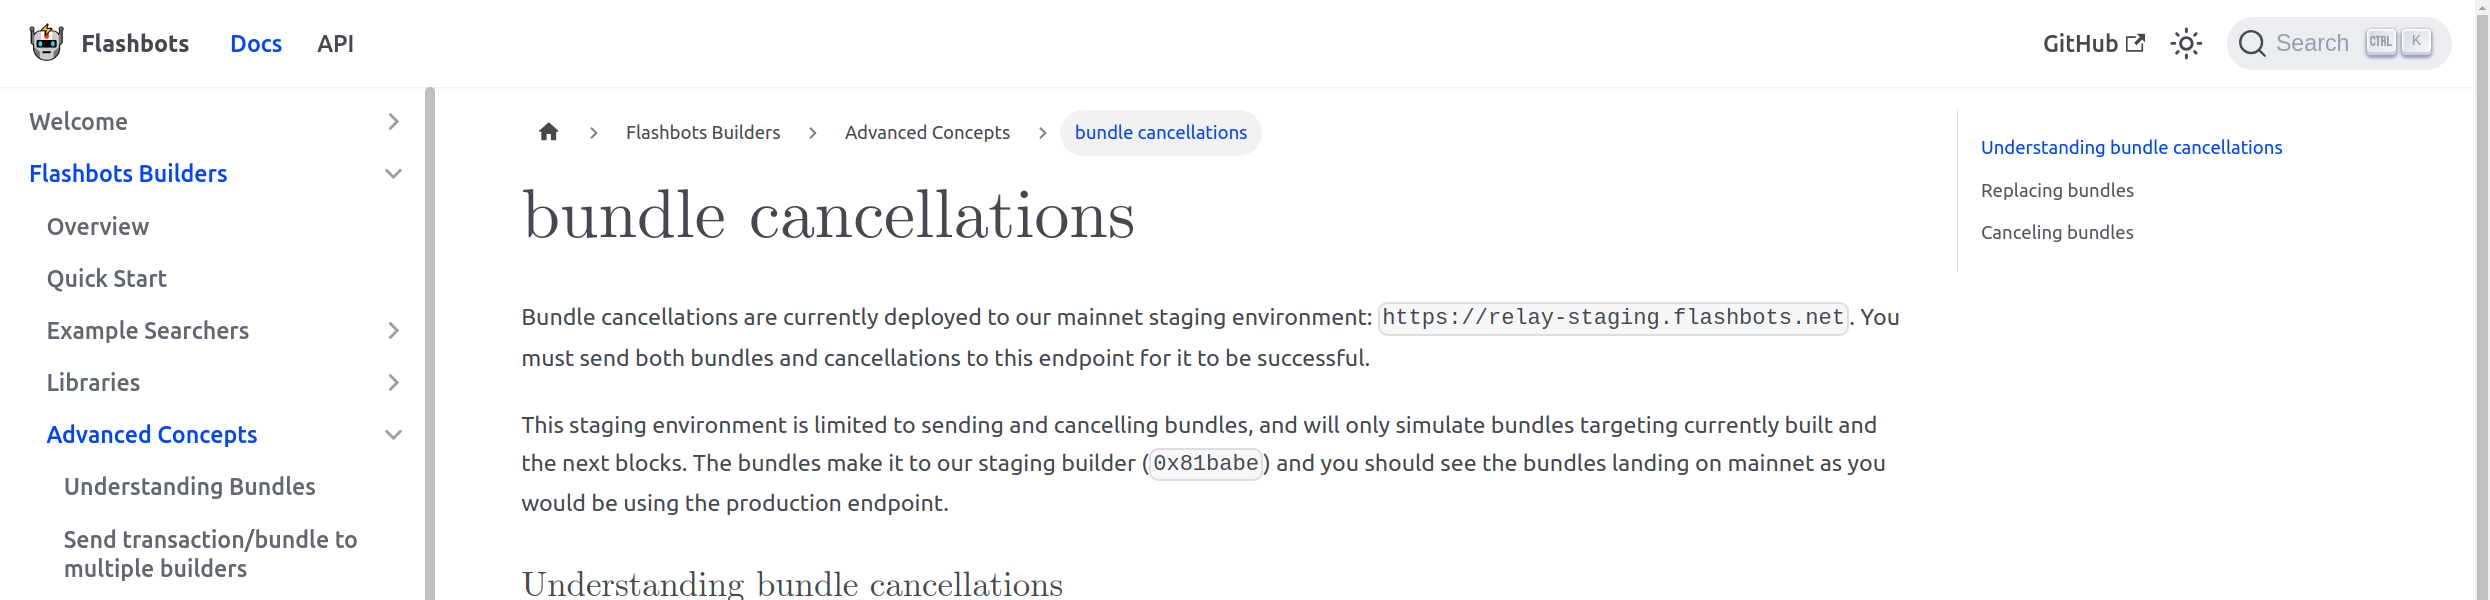 Flashbots
Docs
API
GitHub
Search
CTRL
K
Welcome
Flashbots Builders
Overview
Quick Start
Example Searchers
Libraries
Advanced Concepts
Understanding Bundles
Send transaction/bundle to
multiple builders
Flashbots Builders
Advanced Concepts
bundle cancellations
bundle cancellations
Bundle cancellations are currently deployed to our mainnet staging environment: https://relay-staging.flashbots.net. You
must send both bundles and cancellations to this endpoint for it to be successful.
This staging environment is limited to sending and cancelling bundles, and will only simulate bundles targeting currently built and
the next blocks. The bundles make it to our staging builder (0x81babe) and you should see the bundles landing on mainnet as you
would be using the production endpoint.
Understanding bundle cancellations
Understanding bundle cancellations
Replacing bundles
Canceling bundles